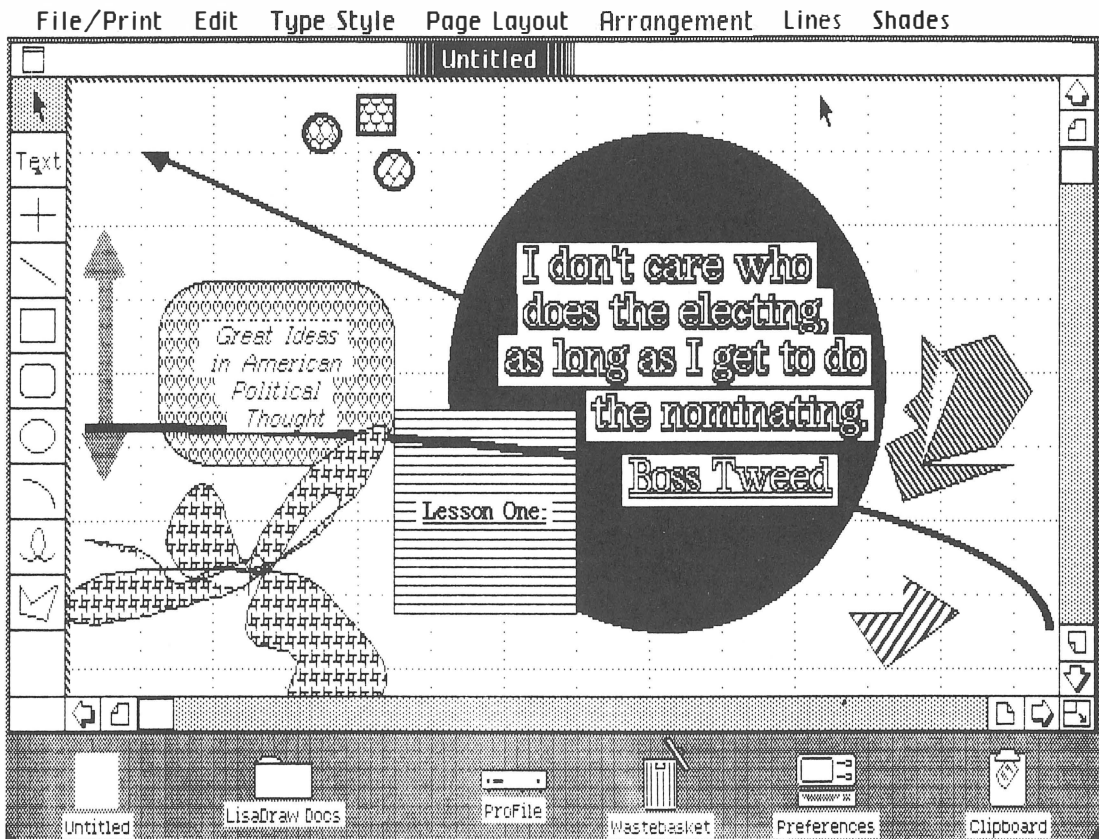 File/Print Edit Type Style Page Layout Arrangement Lines Shades
Untitled
Text
I don't care who
does the electing,
as long as I get to do
the nominating.
Boss Tweed
Great Ideas
in American
Political
Thought
Lesson One:
Untitled
LisaDraw Docs
ProFile
Wastebasket
Preferences
Clipboard